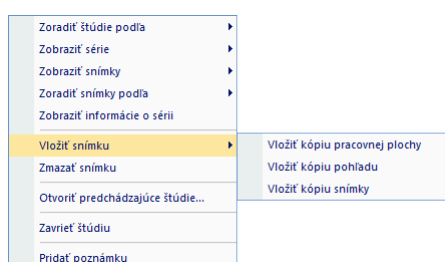 Zoradiť štúdie podľa
Zobraziť série
Zobraziť snímky
Zoradiť snímky podľa
Zobraziť informácie o sérii
Vložiť snímku
Vložiť kópiu pracovnej plochy
Zmazať snímku
Vložiť kópiu pohľadu
Vložiť kópiu snímky
Otvoriť predchádzajúce štúdie...
Zavrieť štúdiu
Pridať poznámku